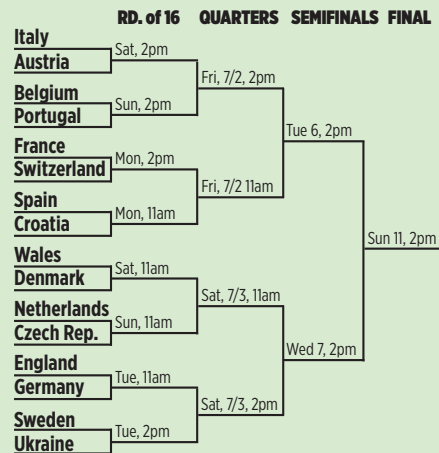 RD. of 16 QUARTERS SEMIFINALS FINAL
Italy
Sat, 2pm
Austria
Fri, 7/2, 2pm
Belgium
Sun, 2pm
Portugal
Tue 6, 2pm
France
Mon, 2pm
Switzerland
Fri, 7/2 11am
Spain
Mon, 11am
Croatia
Sun 11, 2pm
Wales
Sat, 11am
Denmark
Sat, 7/3, 11am
Netherlands
Sun, 11am
Czech Rep.
Wed 7, 2pm
England
Tue, 11am
Germany
Sat, 7/3, 2pm
Sweden
Tue, 2pm
Ukraine